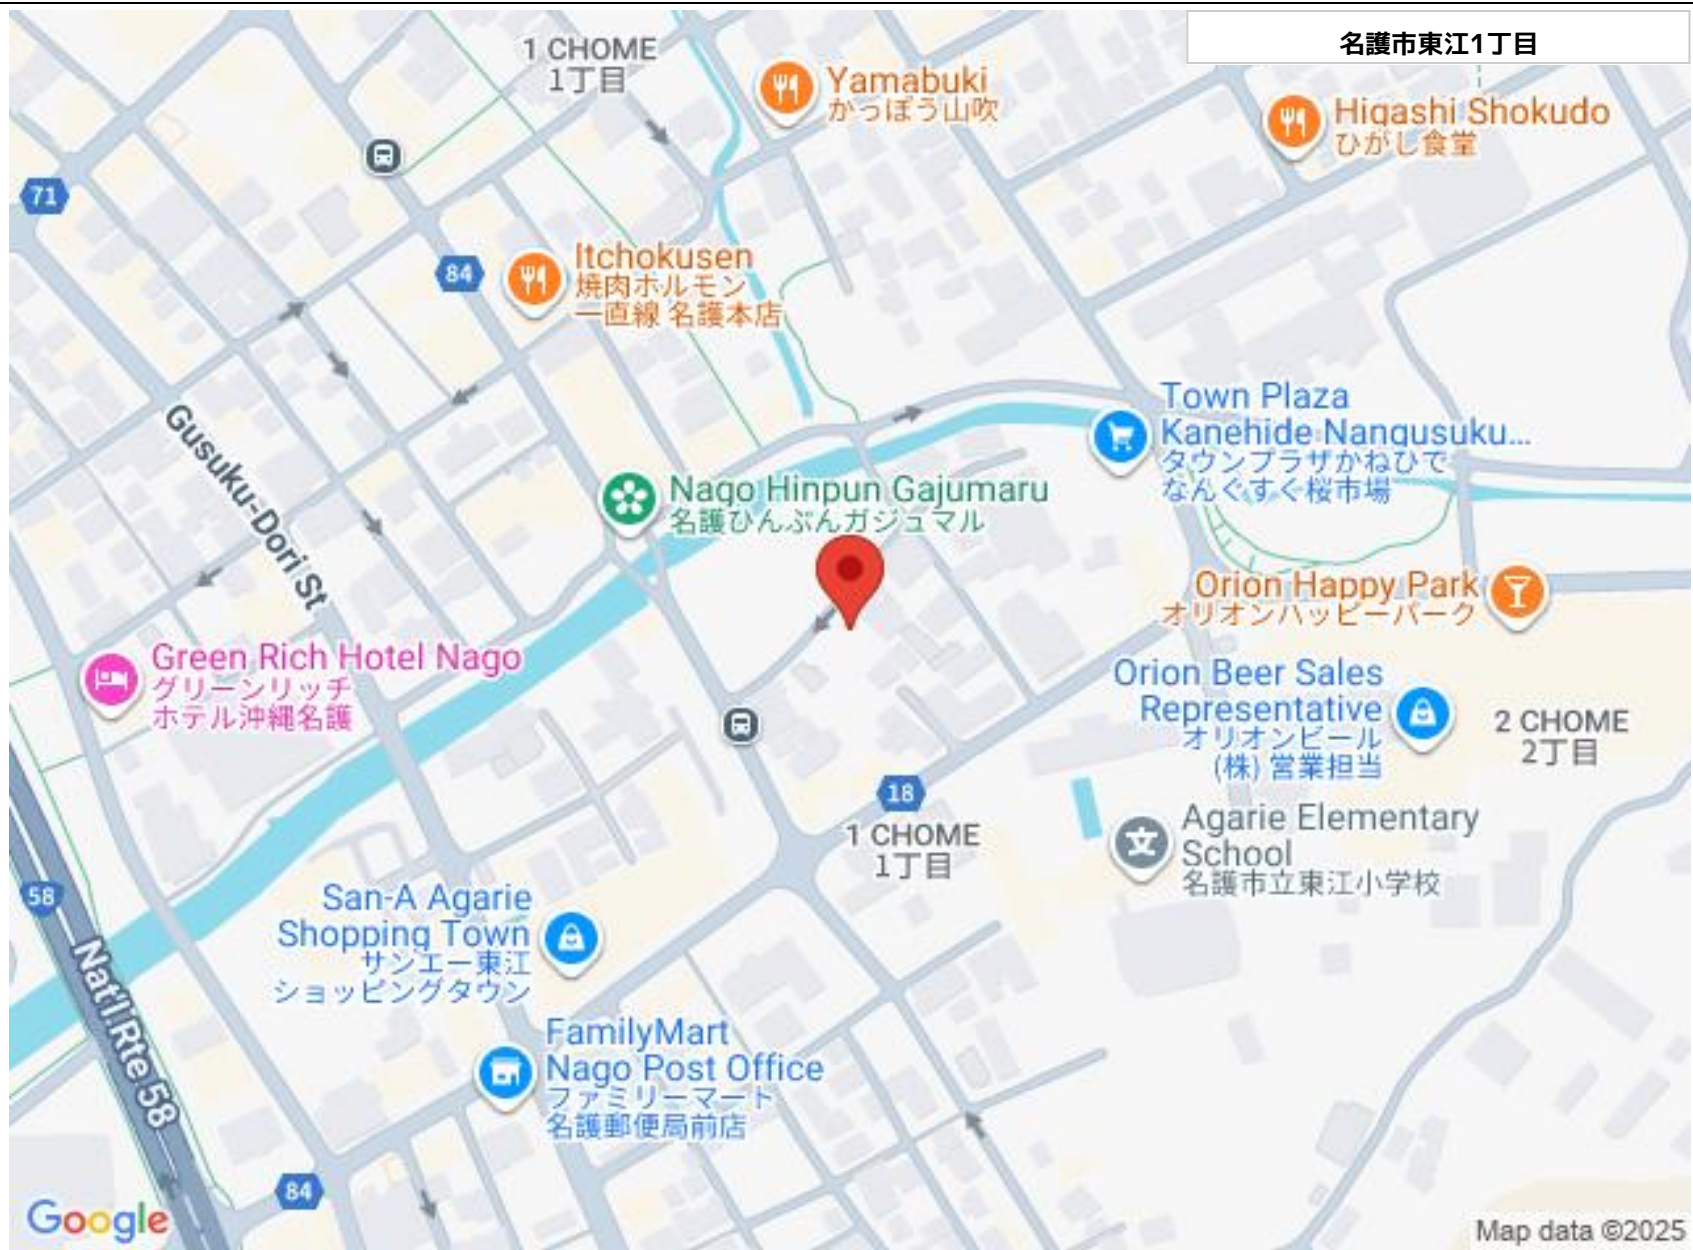 名護市東江1丁目
1 CHOME
1丁目
Yamabuki
かっぽう山吹
Higashi Shokudo
ひがし食堂
71
84
Itchokusen
焼肉ホルモン
一直線 名護本店
Gusuku-Dori St
Town Plaza
Kanehide Nangusuku...
タウンプラザかねひで
なんぐすく桜市場
Nago Hinpun Gajumaru
名護ひんぷんガジュマル
Orion Happy Park
オリオンハッピーパーク
Green Rich Hotel Nago
グリーンリッチ
ホテル沖縄名護
Orion Beer Sales
Representative
オリオンビール
(株) 営業担当
2 CHOME
2丁目
18
1 CHOME
1丁目
Agarie Elementary
School
名護市立東江小学校
58
San-A Agarie
Shopping Town
サンエー東江
ショッピングタウン
Nat'l Rte 58
FamilyMart
Nago Post Office
ファミリーマート
名護郵便局前店
84
Google
Map data ©2025